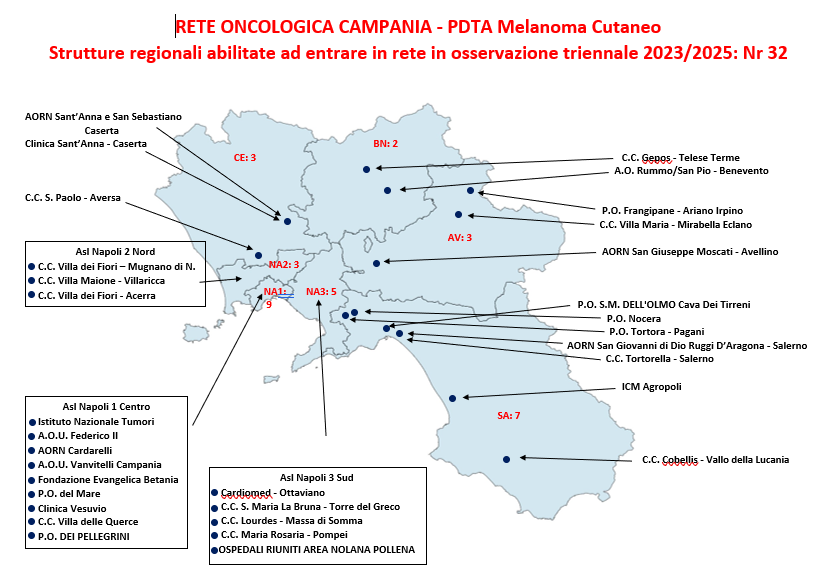 RETE ONCOLOGICA CAMPANIA - PDTA Melanoma Cutaneo
Strutture regionali abilitate ad entrare in rete in osservazione triennale 2023/2025: Nr 32
AORN Sant'Anna e San Sebastiano
Caserta
Clinica Sant'Anna - Caserta
C.C. S. Paolo - Aversa
CE: 3
BN: 2
C.C. Gepos - Telese Terme
A.O. Rummo/San Pio - Benevento
P.O. Frangipane - Ariano Irpino
C.C. Villa Maria - Mirabella Eclano
AV: 3
AORN San Giuseppe Moscati - Avellino
Asl Napoli 2 Nord
C.C. Villa dei Fiori – Mugnano di N.
C.C. Villa Maione - Villaricca
C.C. Villa dei Fiori - Acerra
NA2: 3
NA1:
9
NA3: 5
P.O. S.M. DELL'OLMO Cava Dei Tirreni
P.O. Nocera
P.O. Tortora - Pagani
AORN San Giovanni di Dio Ruggi D'Aragona - Salerno
C.C. Tortorella - Salerno
ICM Agropoli
SA: 7
C.C. Cobellis - Vallo della Lucania
Asl Napoli 1 Centro
Istituto Nazionale Tumori
A.O.U. Federico II
AORN Cardarelli
A.O.U. Vanvitelli Campania
Fondazione Evangelica Betania
P.O. del Mare
Clinica Vesuvio
C.C. Villa delle Querce
P.O. DEI PELLEGRINI
Asl Napoli 3 Sud
Cardiomed - Ottaviano
C.C. S. Maria La Bruna - Torre del Greco
C.C. Lourdes - Massa di Somma
C.C. Maria Rosaria - Pompei
OSPEDALI RIUNITI AREA NOLANA POLLENA